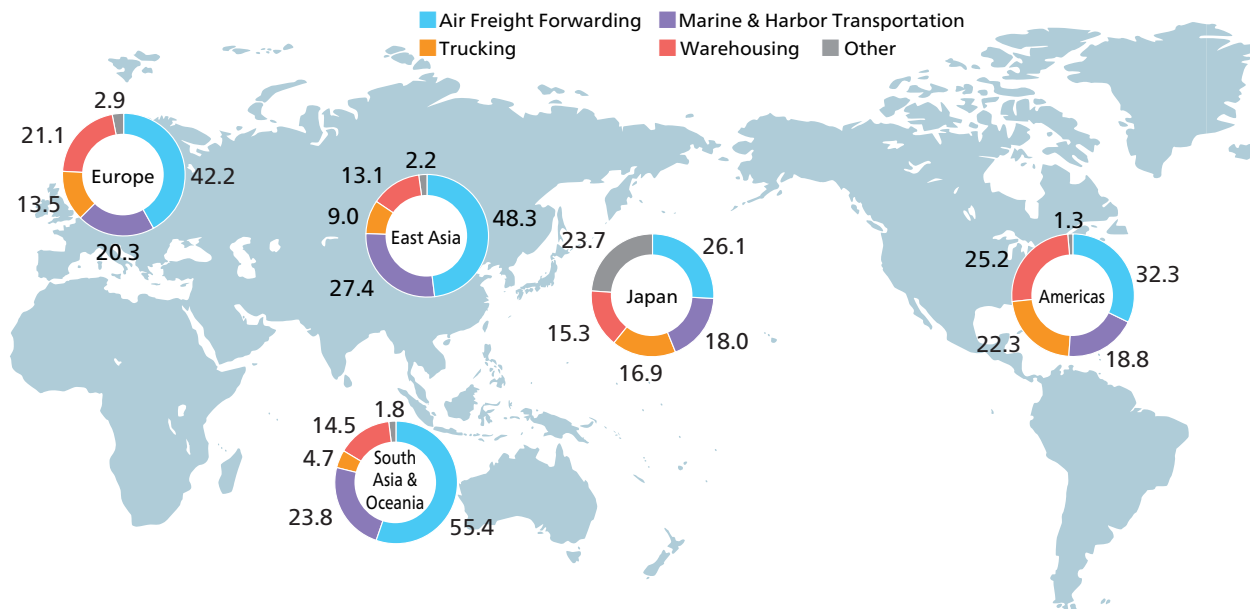 Air Freight Forwarding
Marine & Harbor Transportation
Trucking
Warehousing
Other
2.9
21.1
Europe
42.2
13.5
20.3
2.2
13.1
9.0
East Asia
48.3
27.4
23.7
26.1
Japan
15.3
18.0
16.9
1.3
25.2
32.3
Americas
22.3
18.8
1.8
14.5
4.7
South
Asia &
Oceania
23.8
55.4